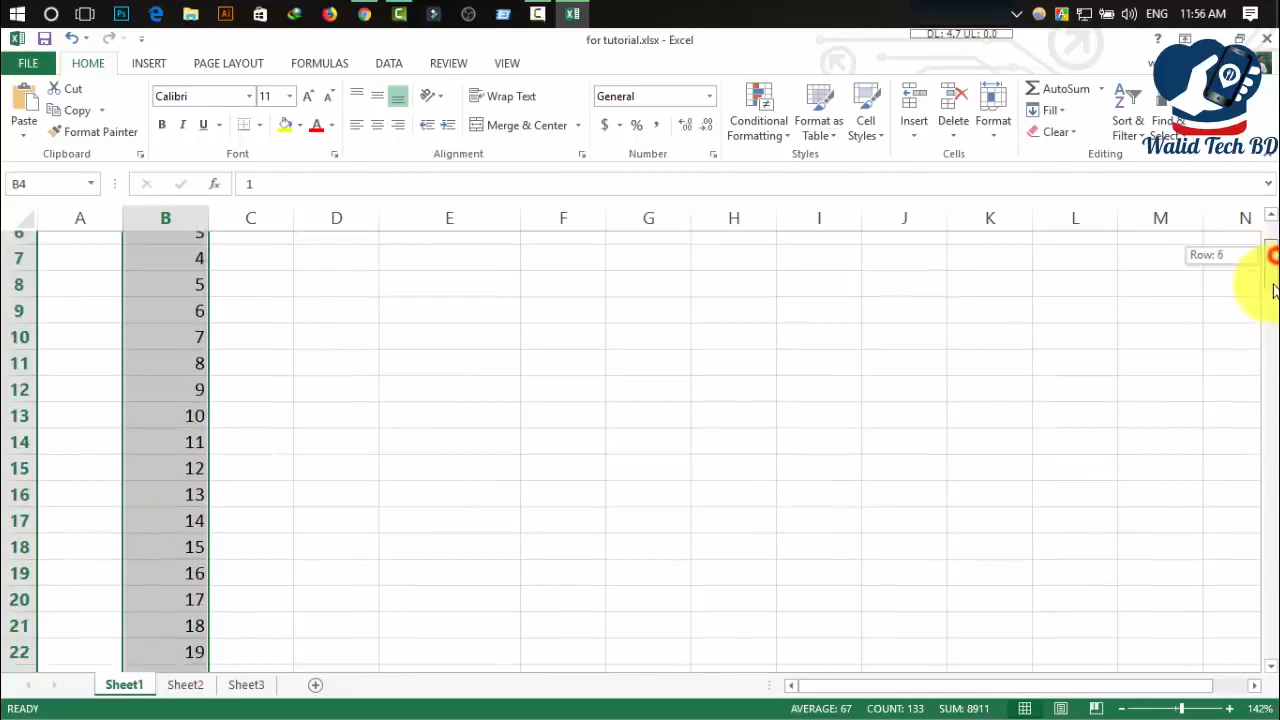 ENG 11:56 AM
for tutorial.xlsx - Excel
DL: 4.7 UL: 0.0
FILE HOME INSERT PAGE LAYOUT FORMULAS DATA REVIEW VIEW
Paste
Cut
Copy
Format Painter
Clipboard
Calibri 11
B I U
Font
Wrap Text
Merge & Center
Alignment
General
$ % ,
Number
Conditional Formatting
Format as Table
Cell Styles
Styles
Insert Delete Format
Cells
AutoSum
Fill
Clear
Sort & Filter
Find & Select
Editing
Walid Tech BD
B4 fx 1
A B C D E F G H I J K L M N
6 3
Row: 6
7 4
8 5
9 6
10 7
11 8
12 9
13 10
14 11
15 12
16 13
17 14
18 15
19 16
20 17
21 18
22 19
Sheet1 Sheet2 Sheet3
READY AVERAGE: 67 COUNT: 133 SUM: 8911 142%